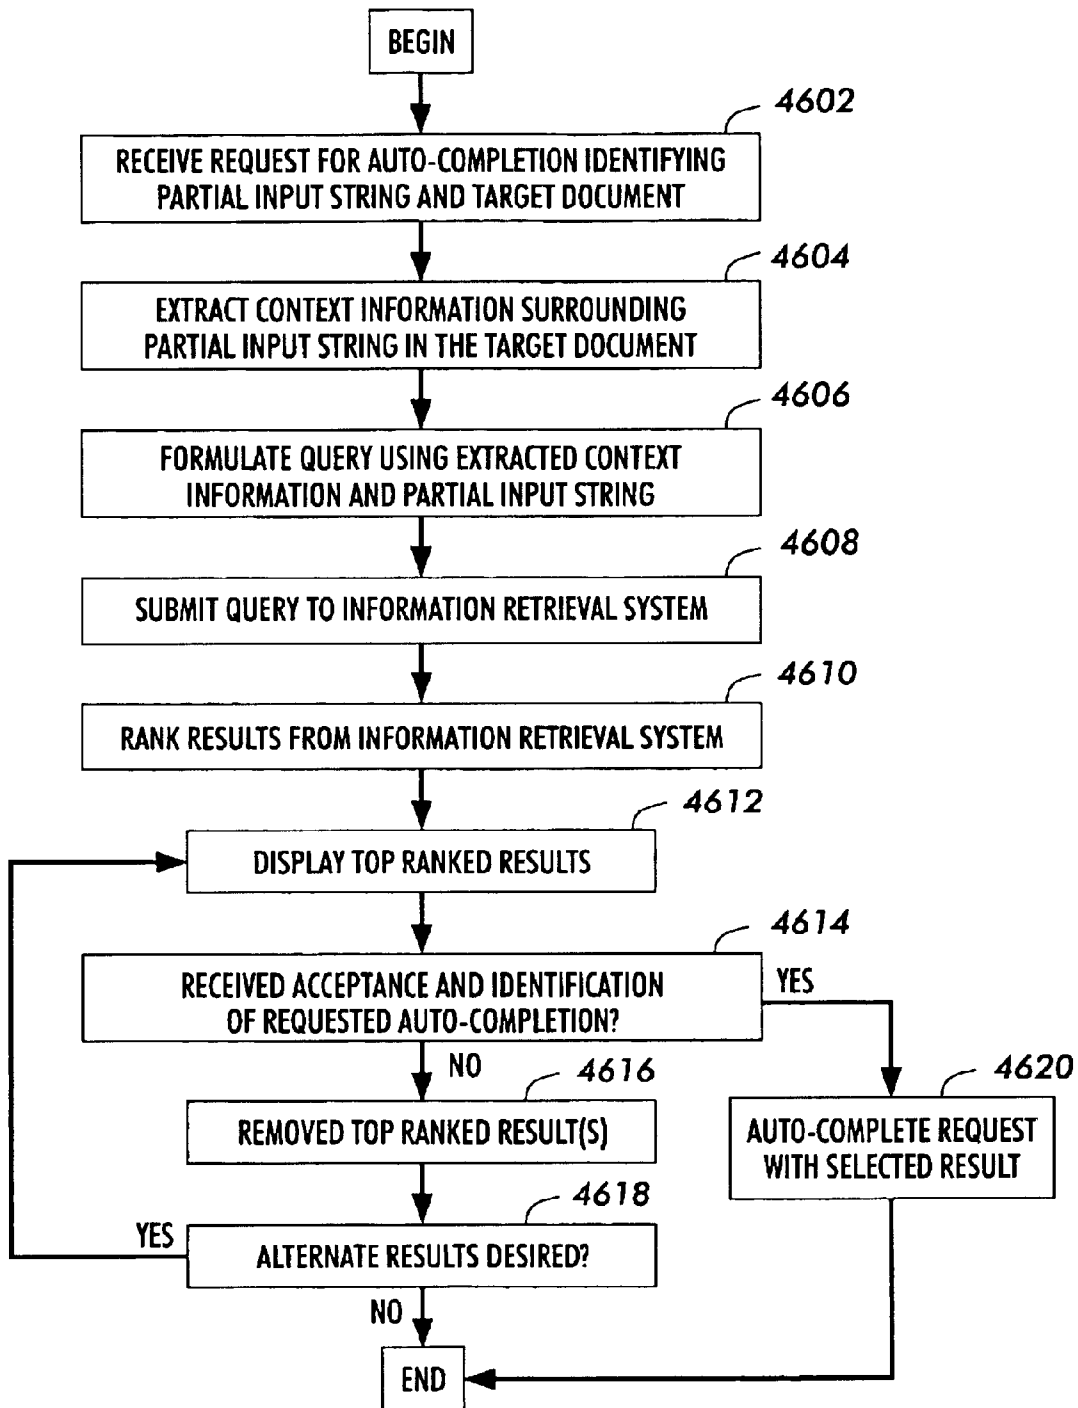 BEGIN
4602
RECEIVE REQUEST FOR AUTO-COMPLETION IDENTIFYING
PARTIAL INPUT STRING AND TARGET DOCUMENT
4604
EXTRACT CONTEXT INFORMATION SURROUNDING
PARTIAL INPUT STRING IN THE TARGET DOCUMENT
4606
FORMULATE QUERY USING EXTRACTED CONTEXT
INFORMATION AND PARTIAL INPUT STRING
4608
SUBMIT QUERY TO INFORMATION RETRIEVAL SYSTEM
4610
RANK RESULTS FROM INFORMATION RETRIEVAL SYSTEM
4612
DISPLAY TOP RANKED RESULTS
4614
RECEIVED ACCEPTANCE AND IDENTIFICATION
OF REQUESTED AUTO-COMPLETION?
YES
NO
4616
REMOVED TOP RANKED RESULT(S)
4620
AUTO-COMPLETE REQUEST
WITH SELECTED RESULT
4618
YES
ALTERNATE RESULTS DESIRED?
NO
END